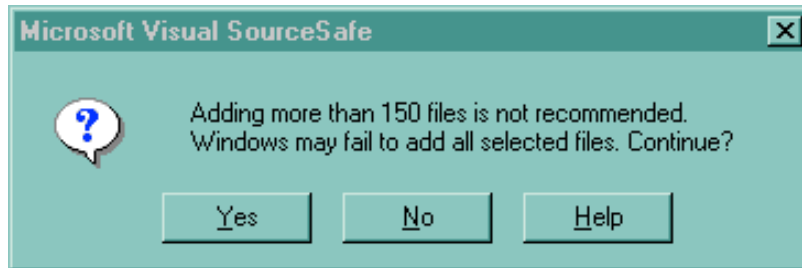 Microsoft Visual SourceSafe
Adding more than 150 files is not recommended.
Windows may fail to add all selected files. Continue?
Yes No Help